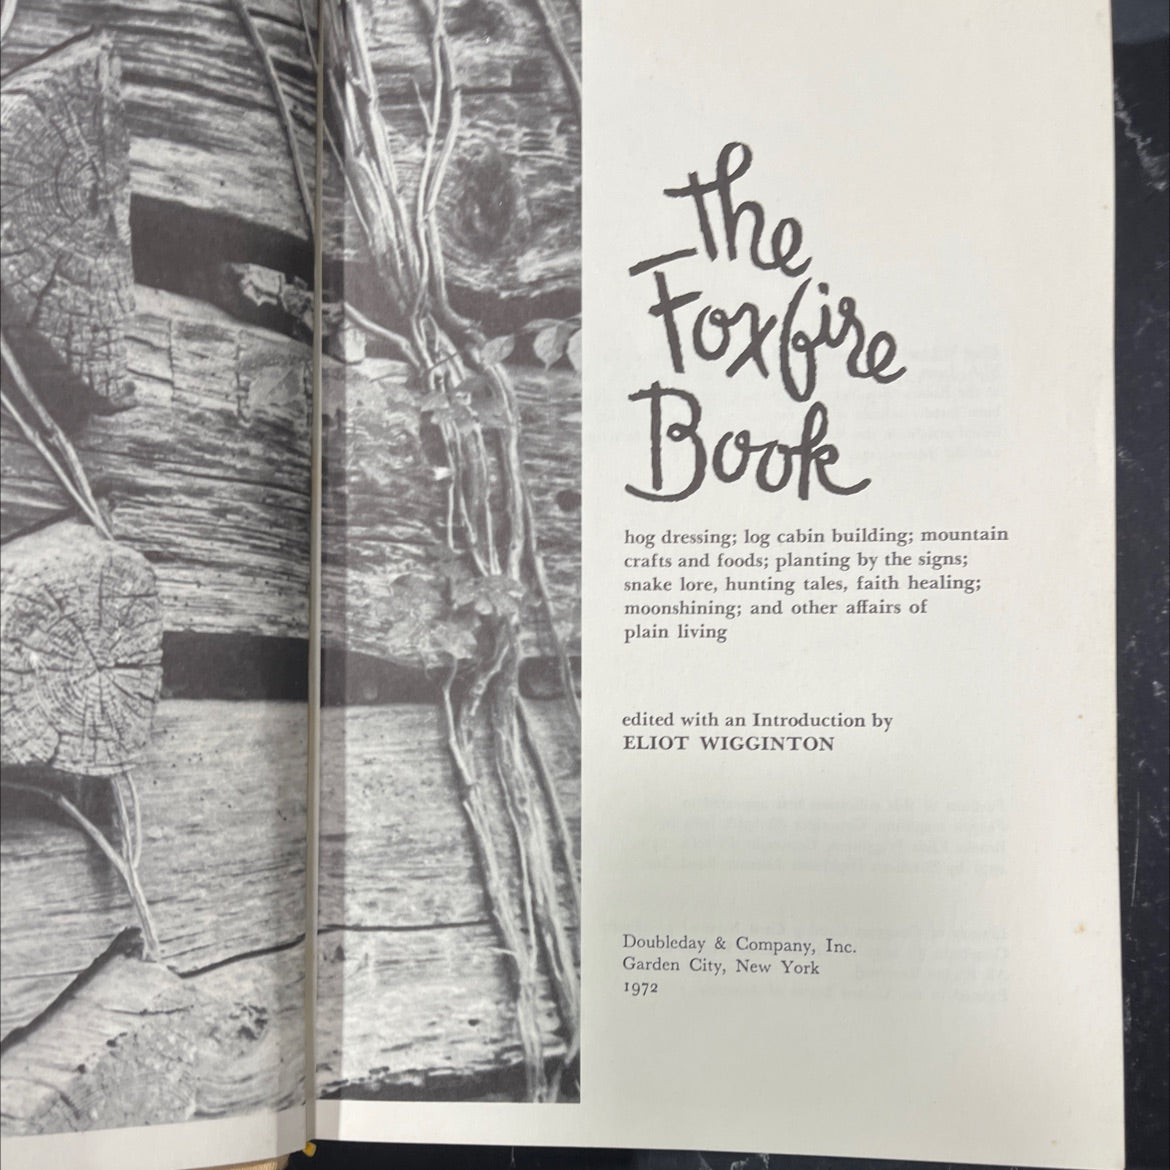 The
Foxfire
Book
hog dressing; log cabin building; mountain
crafts and foods; planting by the signs;
snake lore, hunting tales, faith healing;
moonshining; and other affairs of
plain living
edited with an Introduction by
ELIOT WIGGINTON
Doubleday & Company, Inc.
Garden City, New York
1972